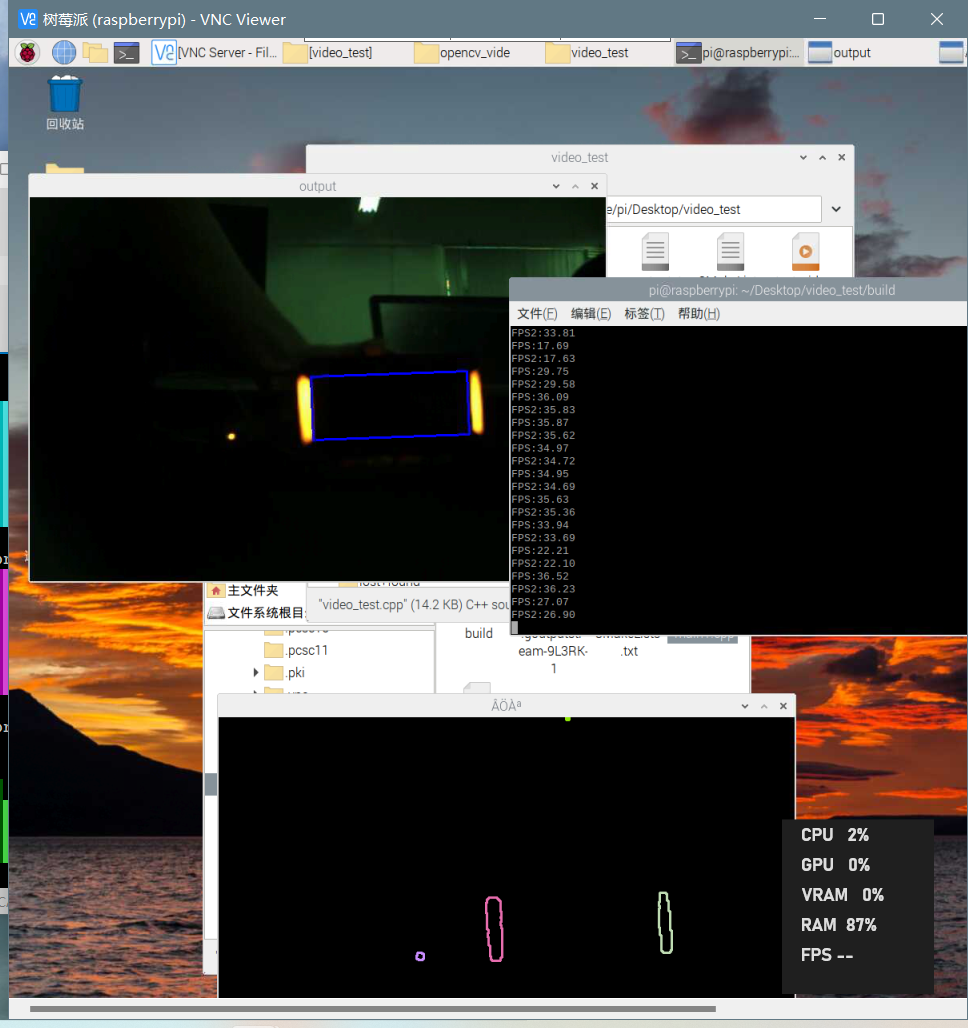 树莓派 (raspberrypi) - VNC Viewer
[VNC Server - Fil... [video_test] opencv_vide video_test pi@raspberrypi:... output
回收站
video_test
output
e/pi/Desktop/video_test
pi@raspberrypi: ~/Desktop/video_test/build
文件(F) 编辑(E) 标签(T) 帮助(H)
FPS2:33.81
FPS:17.69
FPS2:17.63
FPS:29.75
FPS2:29.58
FPS:36.09
FPS2:35.83
FPS:35.87
FPS2:35.62
FPS:34.97
FPS2:34.72
FPS:34.95
FPS2:34.69
FPS:35.63
FPS2:35.36
FPS:33.94
FPS2:33.69
FPS:22.21
FPS2:22.10
FPS:36.52
FPS2:36.23
FPS:27.07
FPS2:26.90
主文件夹
"video_test.cpp" (14.2 KB) C++ sou
文件系统根目
build
eam-9L3RK-
.txt
1
.pcsc11
.pki
ÂÖÀª
CPU 2%
GPU 0%
VRAM 0%
RAM 87%
FPS --